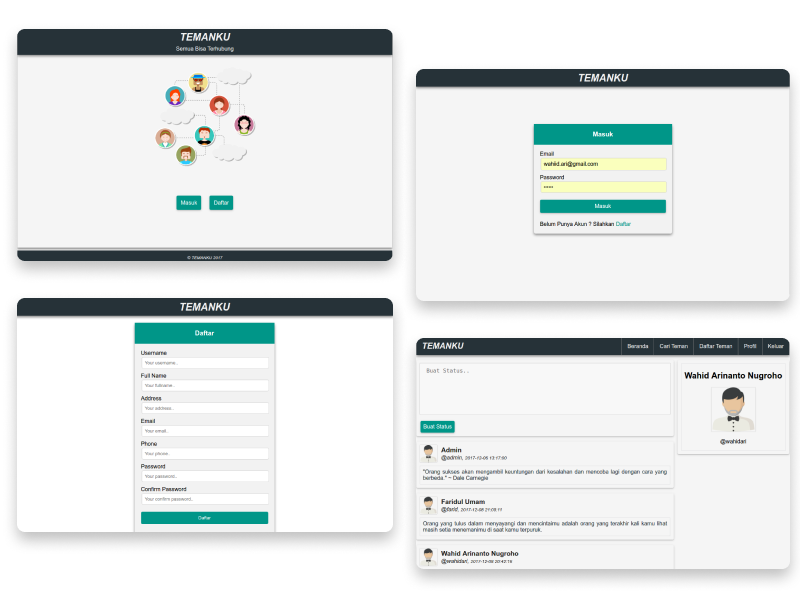 TEMANKU
Semua Bisa Terhubung
Masuk
Daftar
© TEMANKU 2017
TEMANKU
Masuk
Email
wahid.ari@gmail.com
Password
•••••
Masuk
Belum Punya Akun ? Silahkan Daftar
TEMANKU
Daftar
Username
Your username..
Full Name
Your fullname..
Address
Your address..
Email
Your email..
Phone
Your phone..
Password
Your password..
Confirm Password
Your confirm password..
Daftar
TEMANKU
Beranda
Cari Teman
Daftar Teman
Profil
Keluar
Buat Status..
Buat Status
Admin
@admin, 2017-12-08 13:17:00
"Orang sukses akan mengambil keuntungan dari kesalahan dan mencoba lagi dengan cara yang
berbeda." ~ Dale Carnegie
Faridul Umam
@farid, 2017-12-08 21:05:11
Orang yang tulus dalam menyayangi dan mencintaimu adalah orang yang terakhir kali kamu lihat
masih setia menemanimu di saat kamu terpuruk.
Wahid Arinanto Nugroho
@wahidari, 2017-12-08 20:42:16
Wahid Arinanto Nugroho
@wahidari